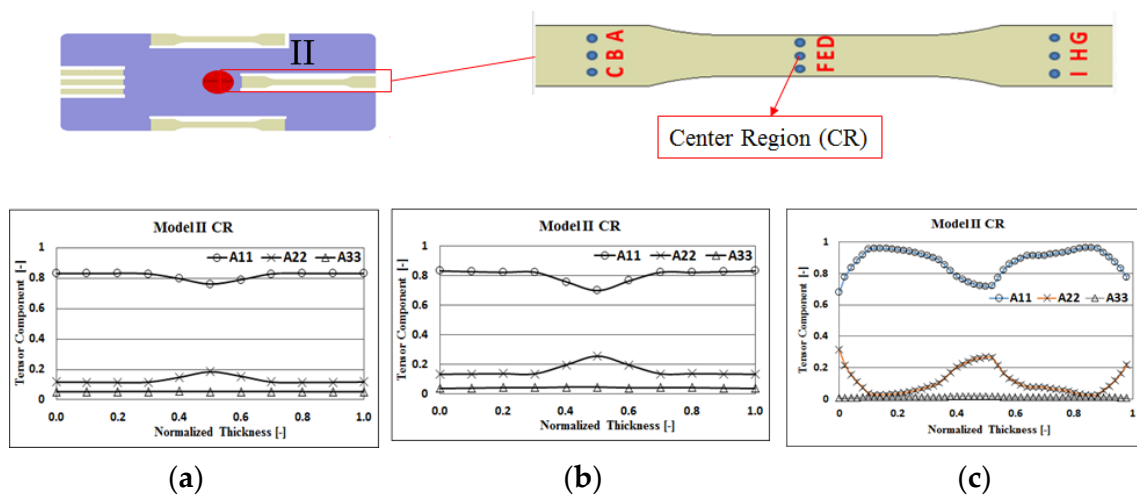 II
C B A
F E D
I H G
Center Region (CR)
Model II CR
Tensor Component [-]
1
0.8
0.6
0.4
0.2
0
A11 A22 A33
0.0 0.2 0.4 0.6 0.8 1.0
Normalized Thickness [-]
(a)
Model II CR
Tensor Component [-]
1
0.8
0.6
0.4
0.2
0
A11 A22 A33
0.0 0.2 0.4 0.6 0.8 1.0
Normalized Thickness [-]
(b)
Model II CR
Tensor Component [-]
1
0.8
0.6
0.4
0.2
0
A11 A22 A33
0 0.2 0.4 0.6 0.8 1
Normalized Thickness [-]
(c)